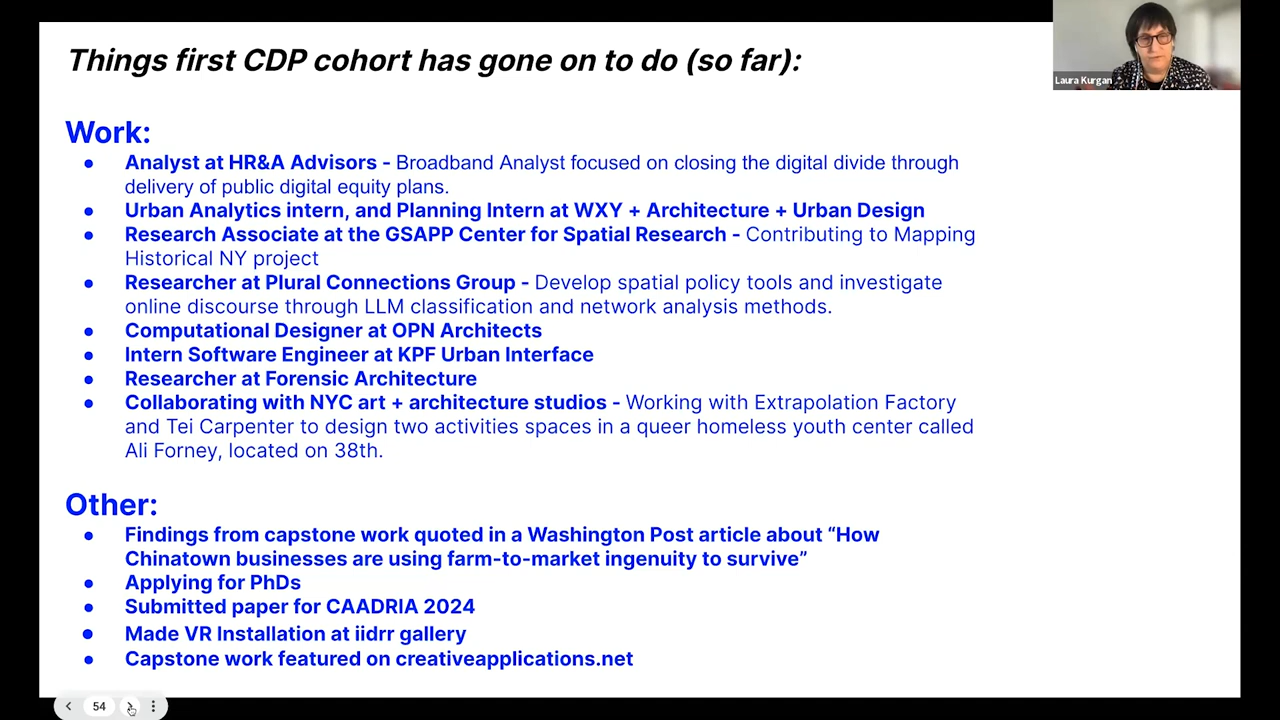 Things first CDP cohort has gone on to do (so far):
Laura Kurgan
Work:
● Analyst at HR&A Advisors - Broadband Analyst focused on closing the digital divide through
delivery of public digital equity plans.
● Urban Analytics intern, and Planning Intern at WXY + Architecture + Urban Design
● Research Associate at the GSAPP Center for Spatial Research - Contributing to Mapping
Historical NY project
● Researcher at Plural Connections Group - Develop spatial policy tools and investigate
online discourse through LLM classification and network analysis methods.
● Computational Designer at OPN Architects
● Intern Software Engineer at KPF Urban Interface
● Researcher at Forensic Architecture
● Collaborating with NYC art + architecture studios - Working with Extrapolation Factory
and Tei Carpenter to design two activities spaces in a queer homeless youth center called
Ali Forney, located on 38th.
Other:
● Findings from capstone work quoted in a Washington Post article about “How
Chinatown businesses are using farm-to-market ingenuity to survive”
● Applying for PhDs
● Submitted paper for CAADRIA 2024
● Made VR Installation at iidrr gallery
● Capstone work featured on creativeapplications.net
54